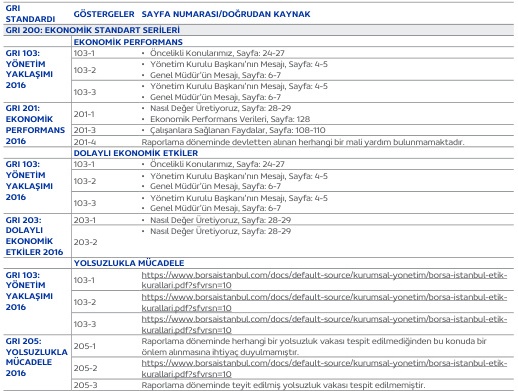 GRI
STANDARDI
GÖSTERGELER SAYFA NUMARASI/DOĞRUDAN KAYNAK
GRI 200: EKONOMİK STANDART SERİLERİ
EKONOMİK PERFORMANS
GRI 103:
YÖNETİM
YAKLAŞIMI
2016
103-1 • Öncelikli Konularımız, Sayfa: 24-27
103-2 • Yönetim Kurulu Başkanı'nın Mesajı, Sayfa: 4-5
• Genel Müdür'ün Mesajı, Sayfa: 6-7
103-3 • Yönetim Kurulu Başkanı'nın Mesajı, Sayfa: 4-5
• Genel Müdür'ün Mesajı, Sayfa: 6-7
GRI 201:
EKONOMİK
PERFORMANS
2016
201-1 • Nasıl Değer Üretiyoruz, Sayfa: 28-29
• Ekonomik Performans Verileri, Sayfa: 128
201-3 • Çalışanlara Sağlanan Faydalar, Sayfa: 108-110
201-4 Raporlama döneminde devletten alınan herhangi bir mali yardım bulunmamaktadır.
DOLAYLI EKONOMİK ETKİLER
GRI 103:
YÖNETİM
YAKLAŞIMI
2016
103-1 • Öncelikli Konularımız, Sayfa: 24-27
103-2 • Yönetim Kurulu Başkanı'nın Mesajı, Sayfa: 4-5
• Genel Müdür'ün Mesajı, Sayfa: 6-7
103-3 • Yönetim Kurulu Başkanı'nın Mesajı, Sayfa: 4-5
• Genel Müdür'ün Mesajı, Sayfa: 6-7
GRI 203:
DOLAYLI
EKONOMİK
ETKİLER 2016
203-1 • Nasıl Değer Üretiyoruz, Sayfa: 28-29
203-2 • Nasıl Değer Üretiyoruz, Sayfa: 28-29
YOLSUZLUKLA MÜCADELE
GRI 103:
YÖNETİM
YAKLAŞIMI
2016
103-1 https://www.borsaistanbul.com/docs/default-source/kurumsal-yonetim/borsa-istanbul-etik-
kurallari.pdf?sfvrsn=10
103-2 https://www.borsaistanbul.com/docs/default-source/kurumsal-yonetim/borsa-istanbul-etik-
kurallari.pdf?sfvrsn=10
103-3 https://www.borsaistanbul.com/docs/default-source/kurumsal-yonetim/borsa-istanbul-etik-
kurallari.pdf?sfvrsn=10
GRI 205:
YOLSUZLUKLA
MÜCADELE
2016
205-1 Raporlama döneminde herhangi bir yolsuzluk vakası tespit edilmediğinden bu konuda bir
önlem alınmasına ihtiyaç duyulmamıştır.
205-2 https://www.borsaistanbul.com/docs/default-source/kurumsal-yonetim/borsa-istanbul-etik-
kurallari.pdf?sfvrsn=10
205-3 Raporlama döneminde teyit edilmiş yolsuzluk vakası tespit edilmemiştir.